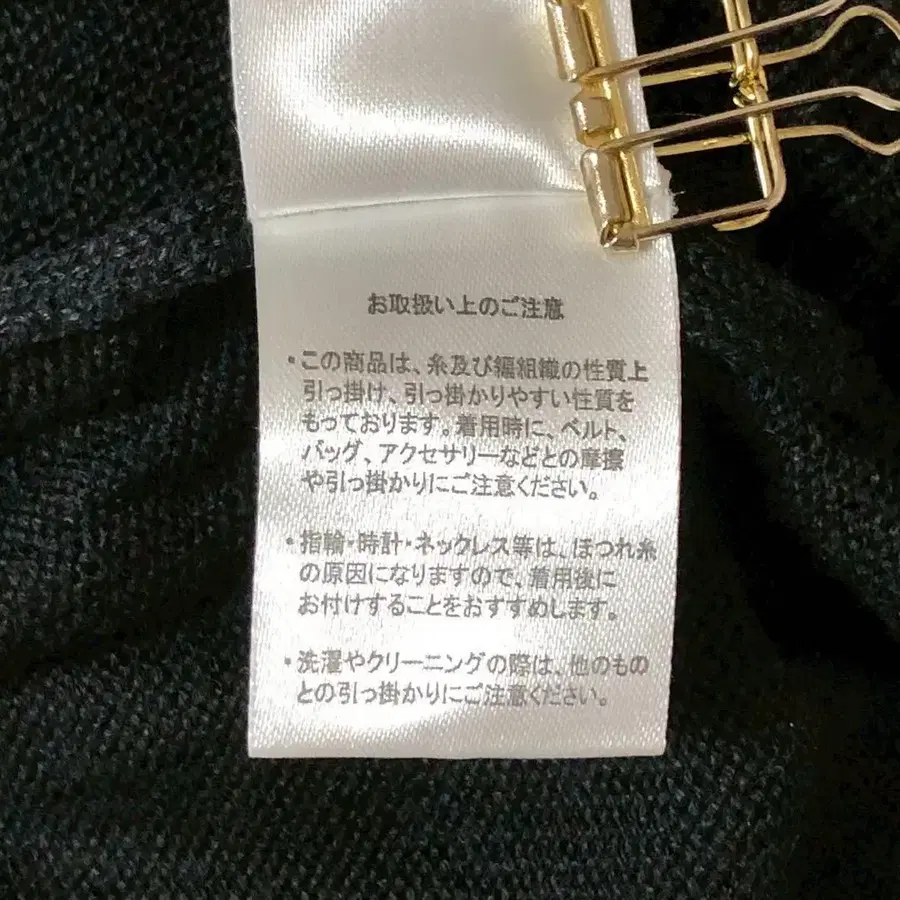 お取扱い上のご注意
・この商品は、糸及び編組織の性質上
引っ掛け、引っ掛かりやすい性質を
もっております。着用時に、ベルト、
バッグ、アクセサリーなどとの摩擦
や引っ掛かりにご注意ください。
・指輪・時計・ネックレス等は、ほつれ糸
の原因になりますので、着用後に
お付けすることをおすすめします。
・洗濯やクリーニングの際は、他のもの
との引っ掛かりにご注意ください。